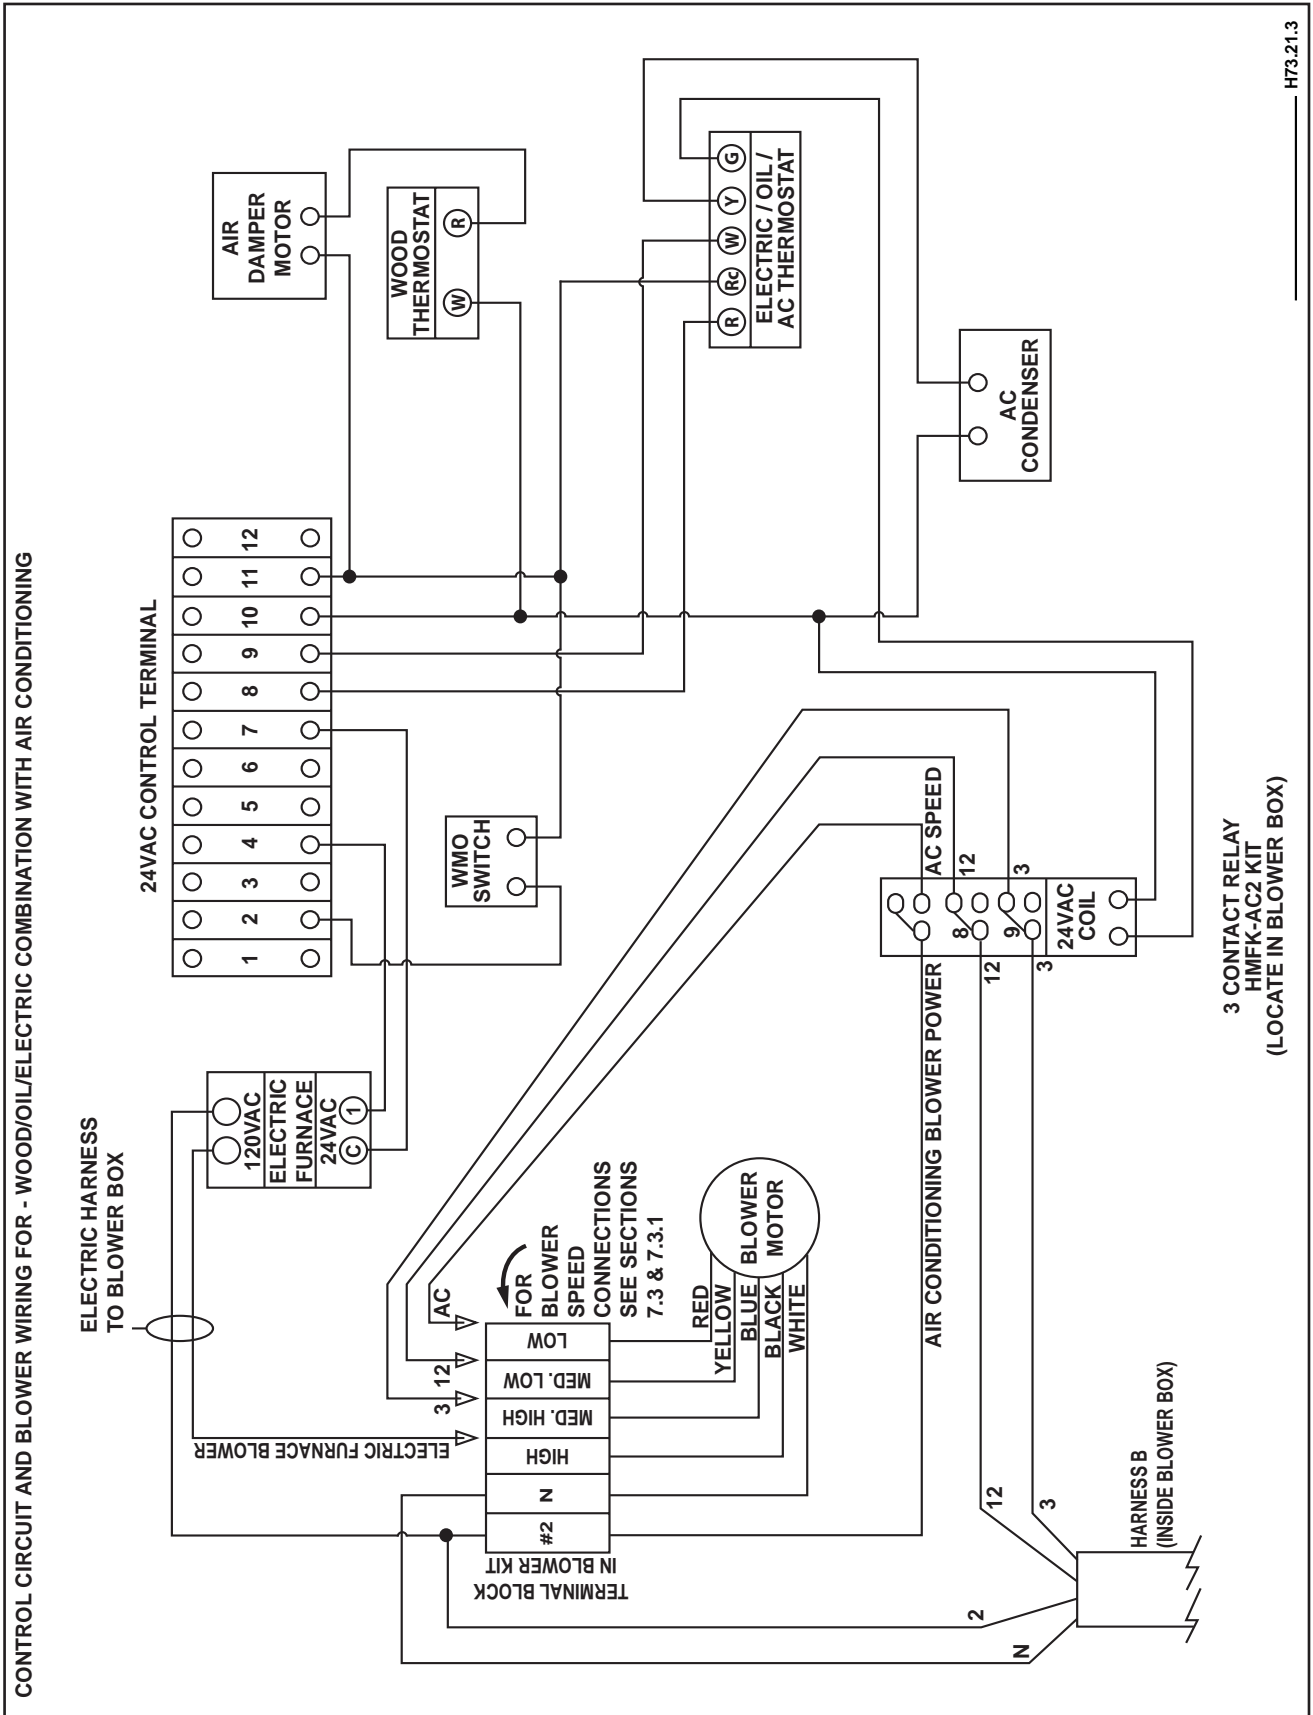 CONTROL CIRCUIT AND BLOWER WIRING FOR - WOOD/OIL/ELECTRIC COMBINATION WITH AIR CONDITIONING
ELECTRIC HARNESS
TO BLOWER BOX
24VAC CONTROL TERMINAL
1
2
3
4
5
6
7
8
9
10
11
12
AIR
DAMPER
MOTOR
120VAC
ELECTRIC
FURNACE
24VAC
C
1
WOOD
THERMOSTAT
W
R
WMO
SWITCH
ELECTRIC FURNACE BLOWER
3
12
AC
FOR
BLOWER
SPEED
CONNECTIONS
SEE SECTIONS
7.3 & 7.3.1
TERMINAL BLOCK
IN BLOWER KIT
#2
N
HIGH
MED. HIGH
MED. LOW
LOW
RED
YELLOW
BLUE
BLACK
WHITE
BLOWER
MOTOR
R
Rc
W
Y
G
ELECTRIC / OIL /
AC THERMOSTAT
AIR CONDITIONING BLOWER POWER
AC SPEED
12
8
12
3
9
3
24VAC
COIL
AC
CONDENSER
2
N
12
3
HARNESS B
(INSIDE BLOWER BOX)
3 CONTACT RELAY
HMFK-AC2 KIT
(LOCATE IN BLOWER BOX)
H73.21.3